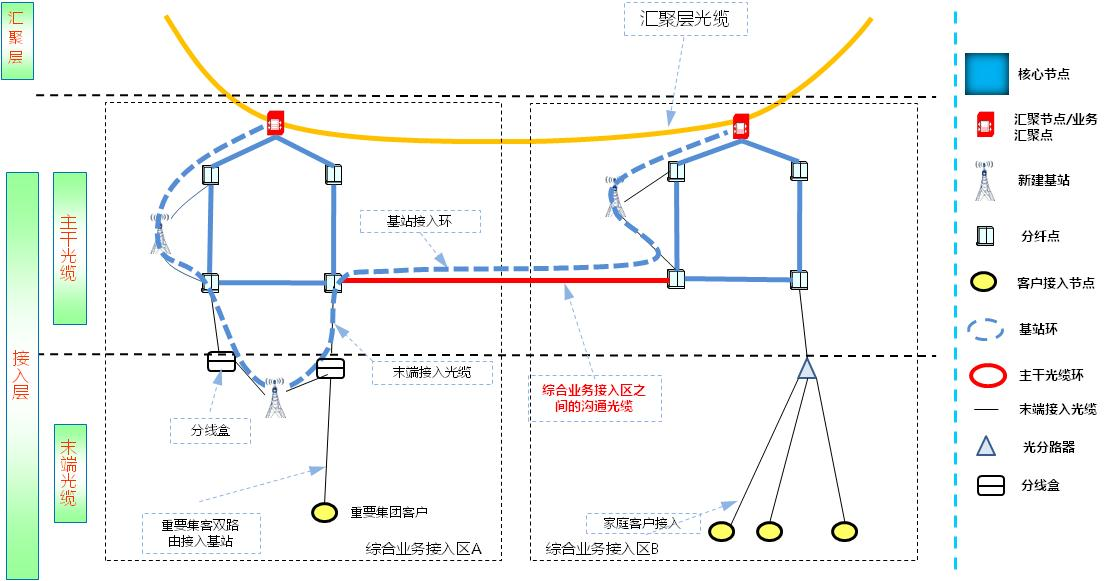 汇聚层
汇聚层光缆
接入层
主干光缆
末端光缆
基站接入环
末端接入光缆
综合业务接入区之
间的沟通光缆
分线盒
重要集客双路
由接入基站
重要集团客户
综合业务接入区A
家庭客户接入
综合业务接入区B
核心节点
汇聚节点/业务
汇聚点
新建基站
分纤点
客户接入节点
基站环
主干光缆环
末端接入光缆
光分路器
分线盒